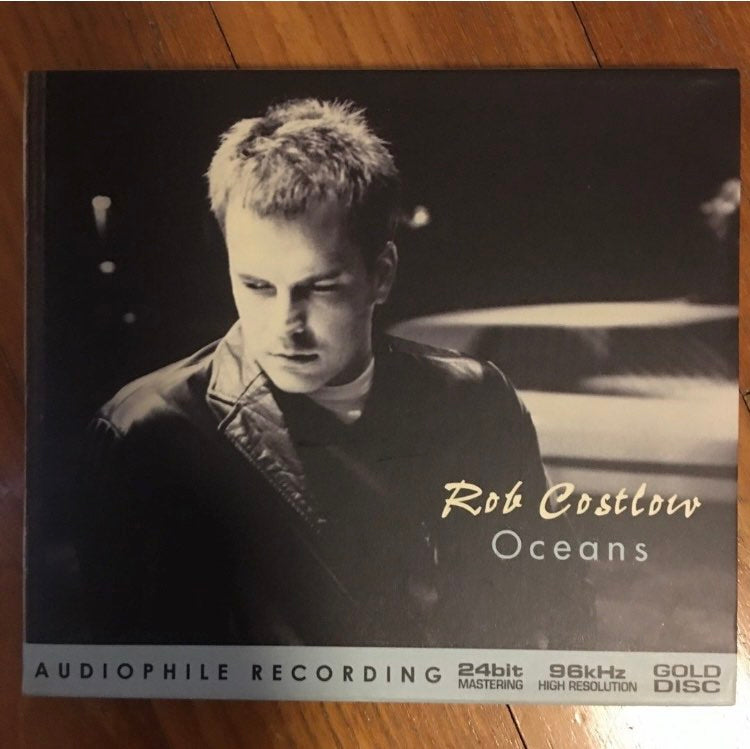 Rob Costlow
Oceans
AUDIOPHILE RECORDING
24bit
MASTERING
96kHz
HIGH RESOLUTION
GOLD
DISC